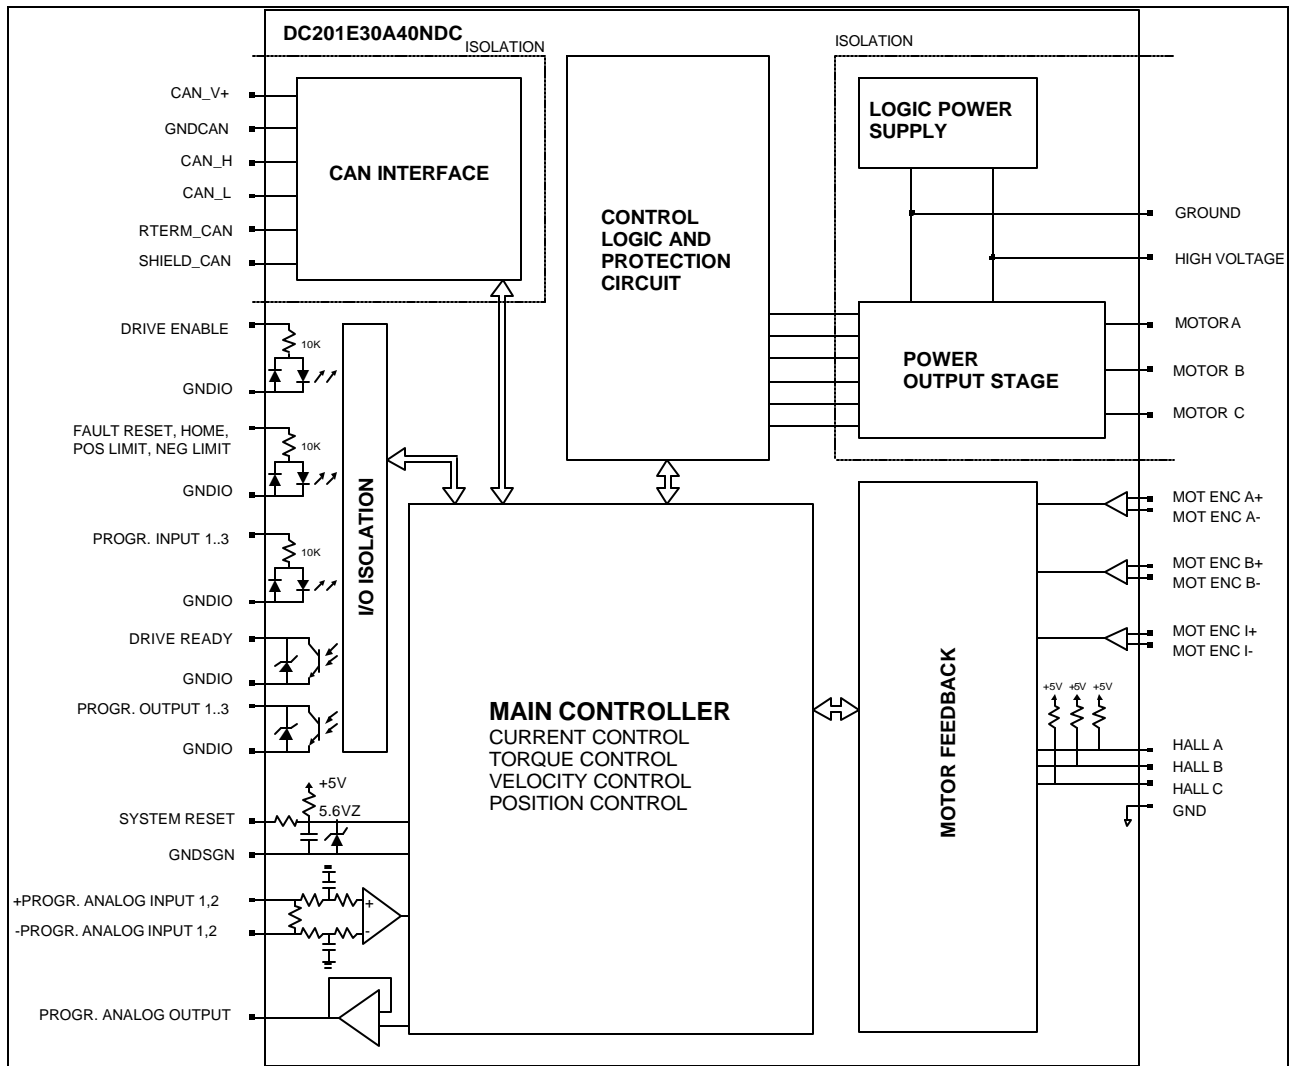 DC201E30A40NDC
ISOLATION
ISOLATION
CAN_V+
GNDCAN
CAN_H
CAN_L
RTERM_CAN
SHIELD_CAN
CAN INTERFACE
CONTROL
LOGIC AND
PROTECTION
CIRCUIT
LOGIC POWER
SUPPLY
GROUND
HIGH VOLTAGE
POWER
OUTPUT STAGE
MOTOR A
MOTOR B
MOTOR C
DRIVE ENABLE
10K
GNDIO
FAULT RESET, HOME,
POS LIMIT, NEG LIMIT
10K
GNDIO
PROGR. INPUT 1..3
10K
GNDIO
DRIVE READY
GNDIO
PROGR. OUTPUT 1..3
GNDIO
I/O ISOLATION
+5V
5.6VZ
SYSTEM RESET
GNDSGN
+PROGR. ANALOG INPUT 1,2
+
-PROGR. ANALOG INPUT 1,2
-
PROGR. ANALOG OUTPUT
MAIN CONTROLLER
CURRENT CONTROL
TORQUE CONTROL
VELOCITY CONTROL
POSITION CONTROL
MOTOR FEEDBACK
MOT ENC A+
MOT ENC A-
MOT ENC B+
MOT ENC B-
MOT ENC I+
MOT ENC I-
+5V +5V +5V
HALL A
HALL B
HALL C
GND